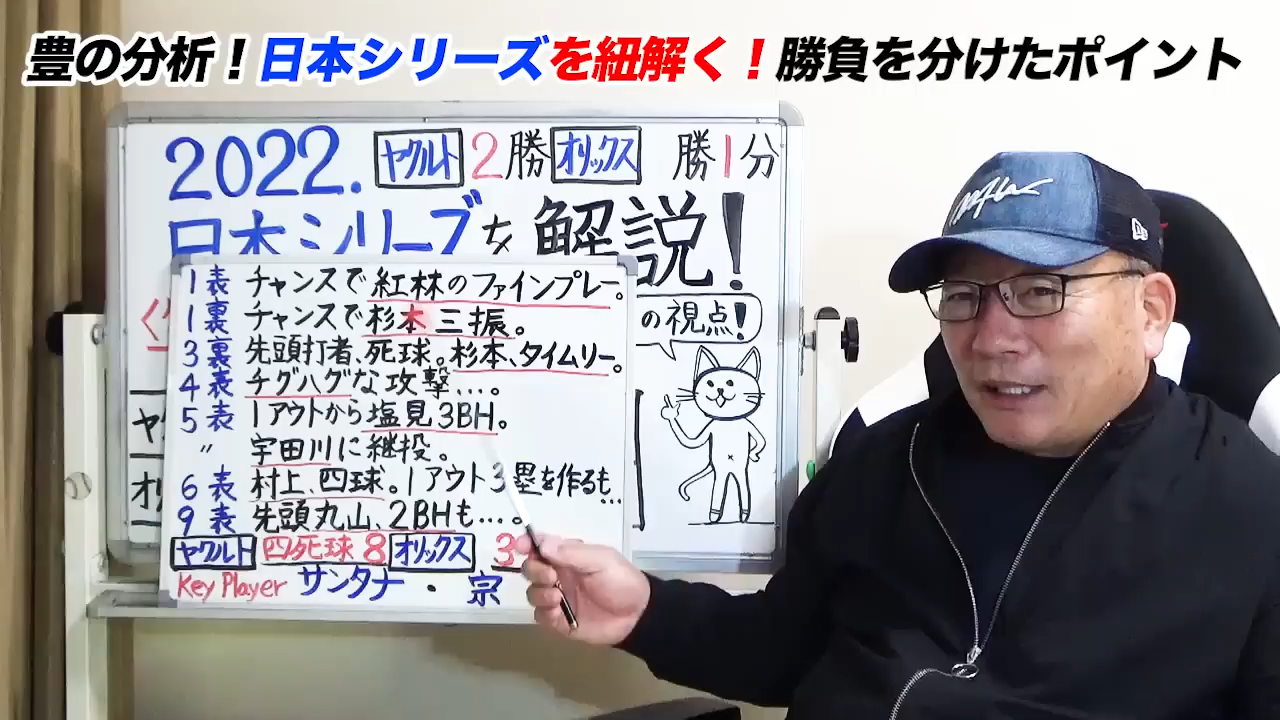 豊の分析！日本シリーズを紐解く！勝負を分けたポイント
2022. ヤクルト 2勝 オリックス 勝1分
日本シリーズを解説！
の視点！
1表 チャンスで紅林のファインプレー。
1裏 チャンスで杉本三振。
3裏 先頭打者、死球。杉本、タイムリー。
4表 チグハグな攻撃…。
5表 1アウトから塩見3BH。
〃 宇田川に継投。
6表 村上、四球。1アウト3塁を作るも…
9表 先頭丸山、2BHも…。
ヤクルト 四死球8 オリックス 3
Key Player サンタナ・宗
ヤ
オリ